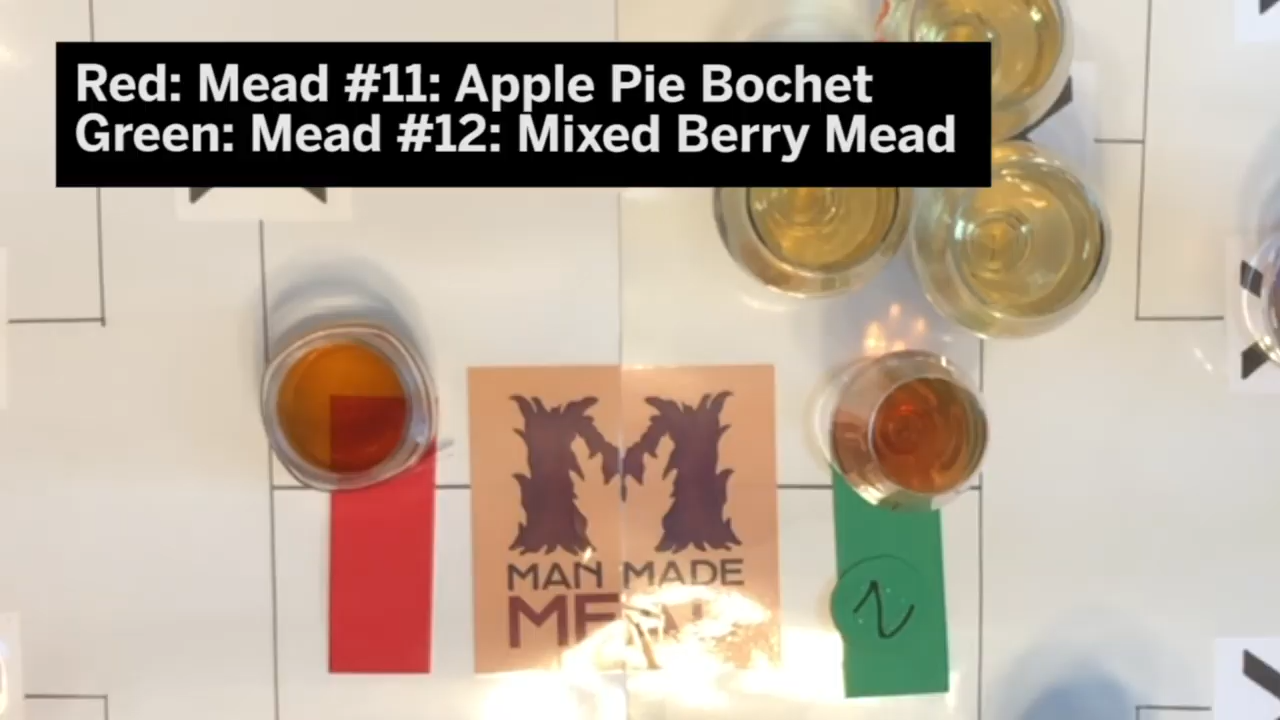 Red: Mead #11: Apple Pie Bochet
Green: Mead #12: Mixed Berry Mead
M
MAN MADE
2